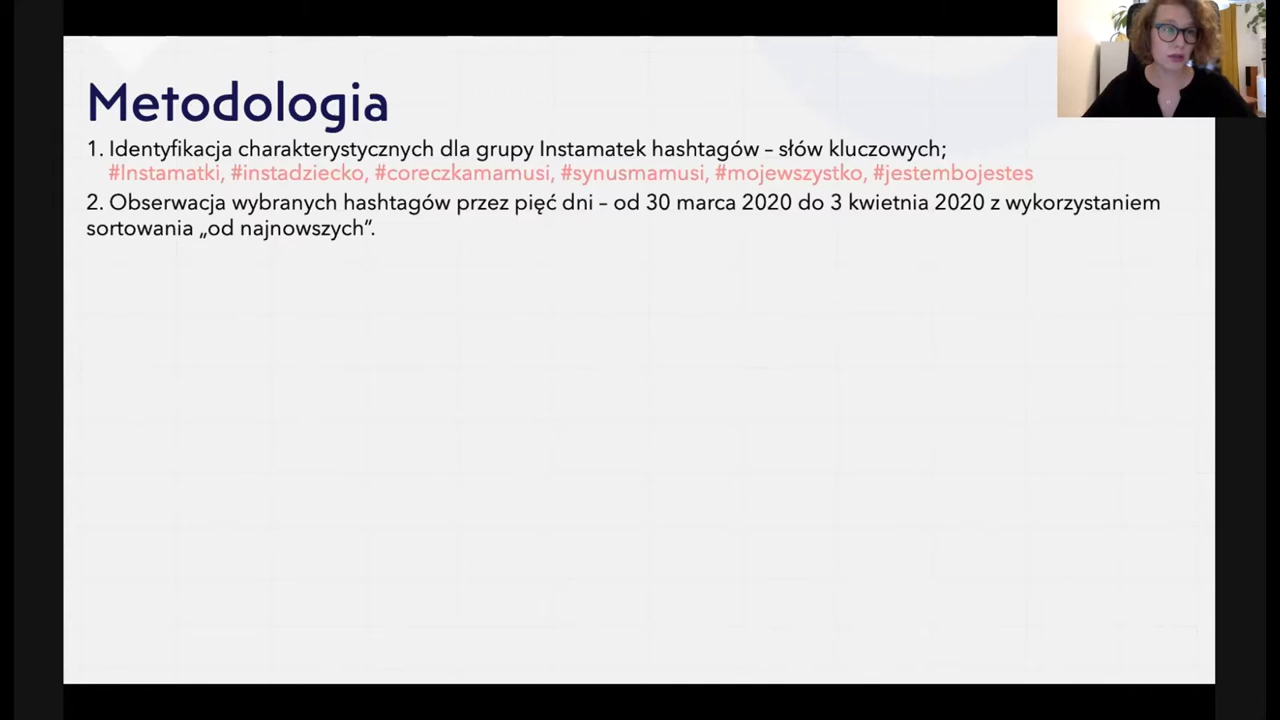 Metodologia
1. Identyfikacja charakterystycznych dla grupy Instamatek hashtagów – słów kluczowych;
#Instamatki, #instadziecko, #coreczkamamusi, #synusmamusi, #mojewszystko, #jestembojestes
2. Obserwacja wybranych hashtagów przez pięć dni – od 30 marca 2020 do 3 kwietnia 2020 z wykorzystaniem
sortowania „od najnowszych”.